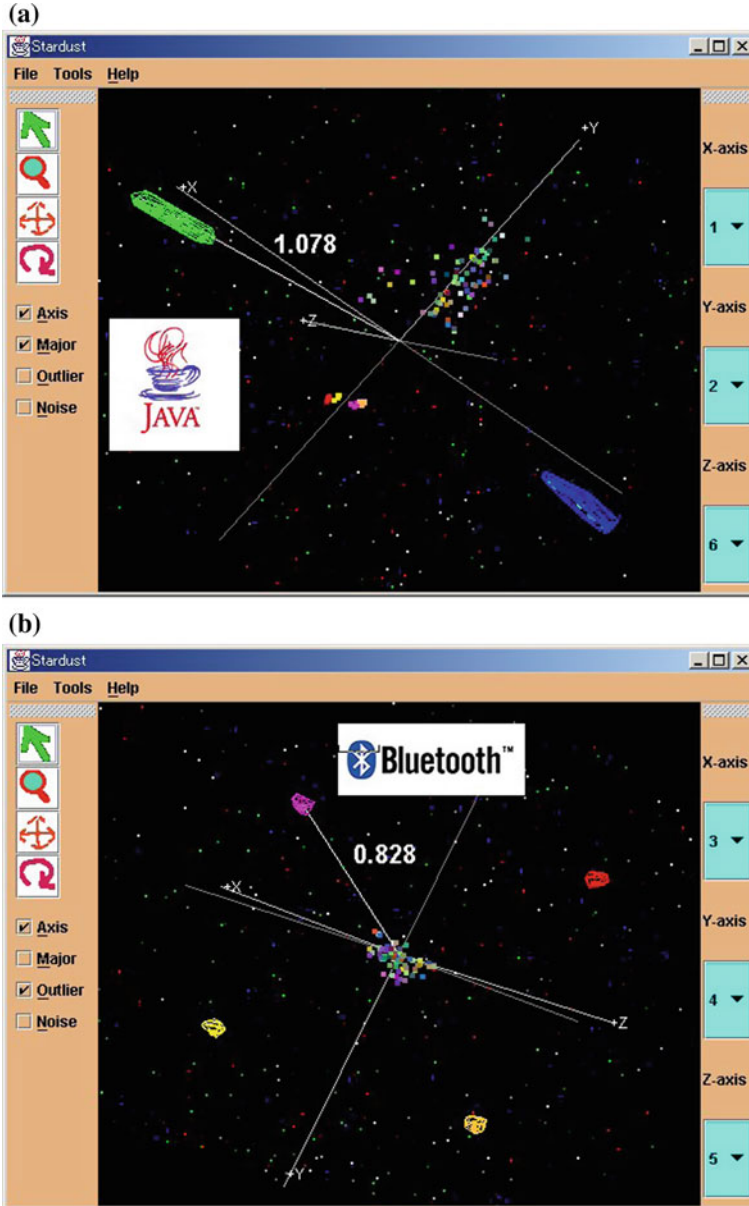 (a)
Stardust
File Tools Help
+X
+Y
1.078
+Z
JAVA™
Axis
Major
Outlier
Noise
X-axis
1
Y-axis
2
Z-axis
6
(b)
Stardust
File Tools Help
Bluetooth™
0.828
+X
+Z
+Y
Axis
Major
Outlier
Noise
X-axis
3
Y-axis
4
Z-axis
5